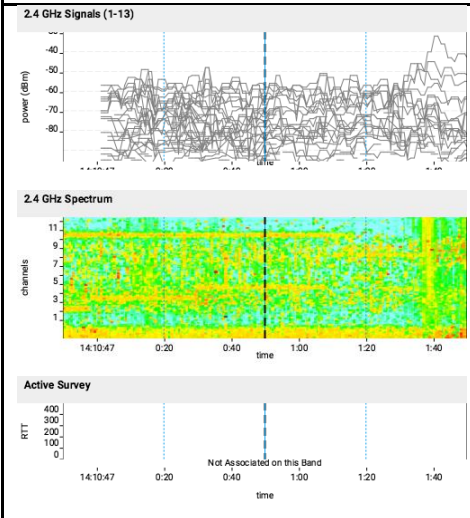 2.4 GHz Signals (1-13)
-40
-50
-60
-70
-80
power (dBm)
14:10:47 0:20 0:40 1:00 1:20 1:40
time
2.4 GHz Spectrum
11
9
7
5
3
1
channels
14:10:47 0:20 0:40 1:00 1:20 1:40
time
Active Survey
400
300
200
100
0
RTT
Not Associated on this Band
14:10:47 0:20 0:40 1:00 1:20 1:40
time